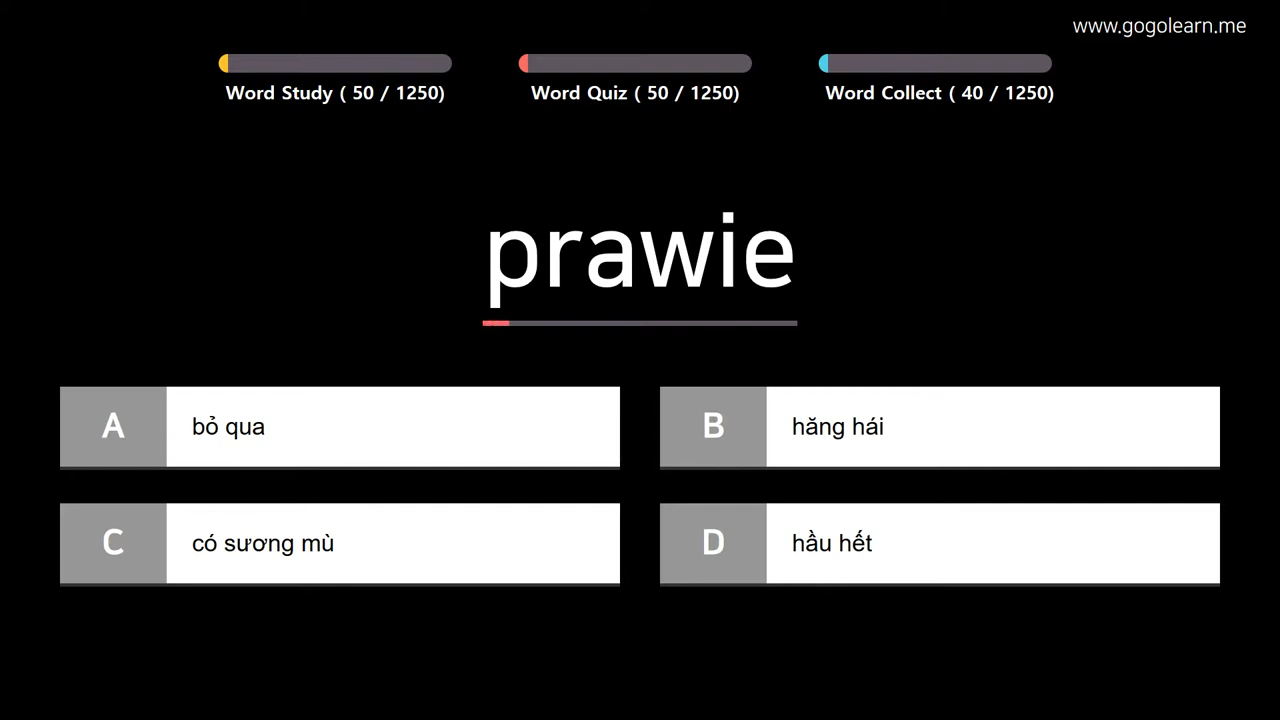 www.gogolearn.me
Word Study ( 50 / 1250)
Word Quiz ( 50 / 1250)
Word Collect ( 40 / 1250)
prawie
A bỏ qua
B hăng hái
C có sương mù
D hầu hết